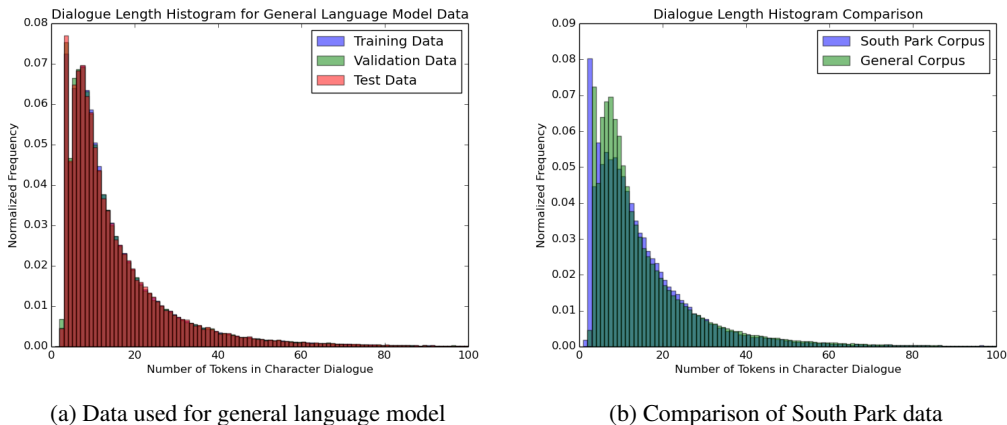 Dialogue Length Histogram for General Language Model Data
0.08
0.07
0.06
0.05
0.04
0.03
0.02
0.01
0.00
Normalized Frequency
Training Data
Validation Data
Test Data
0 20 40 60 80 100
Number of Tokens in Character Dialogue
(a) Data used for general language model
Dialogue Length Histogram Comparison
0.09
0.08
0.07
0.06
0.05
0.04
0.03
0.02
0.01
0.00
Normalized Frequency
South Park Corpus
General Corpus
0 20 40 60 80 100
Number of Tokens in Character Dialogue
(b) Comparison of South Park data